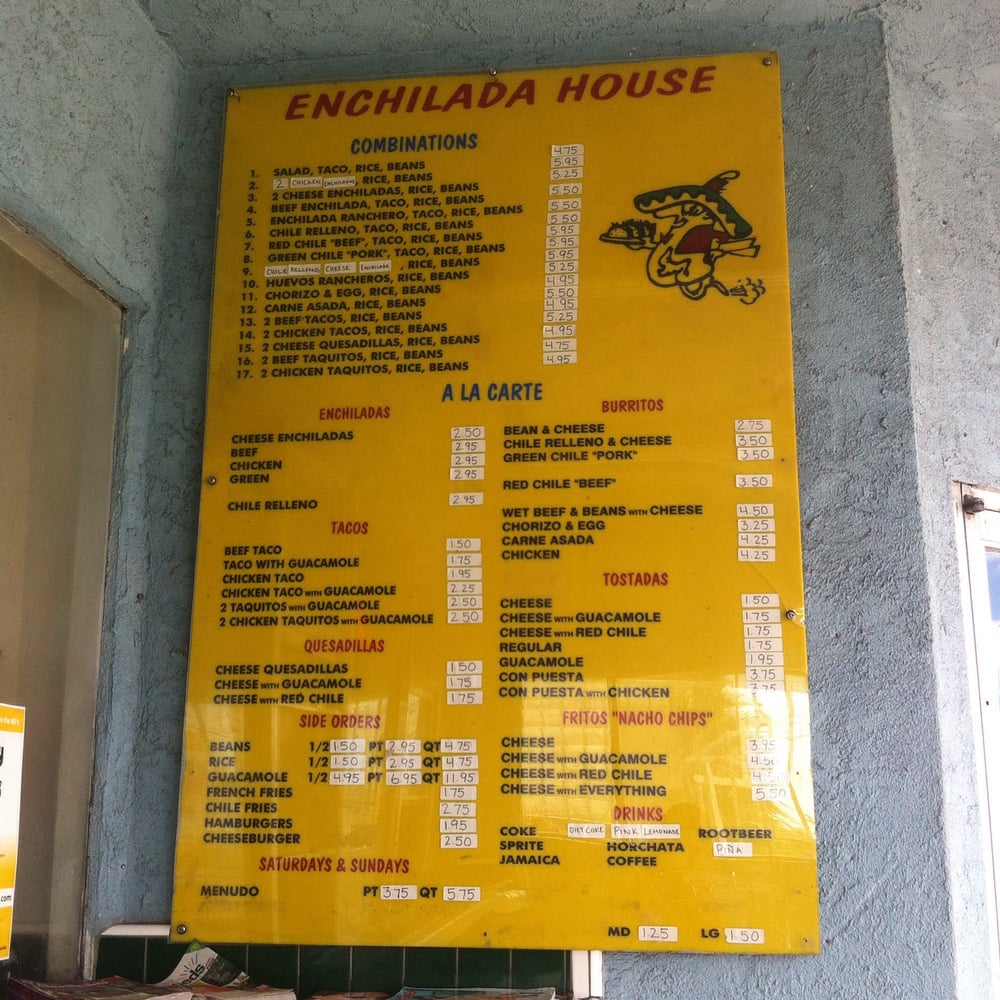 ENCHILADA HOUSE
COMBINATIONS
1. SALAD, TACO, RICE, BEANS 4.75
2. 2 CHICKEN ENCHILADAS, RICE, BEANS 5.95
3. 2 CHEESE ENCHILADAS, RICE, BEANS 5.25
4. BEEF ENCHILADA, TACO, RICE, BEANS 5.50
5. ENCHILADA RANCHERO, TACO, RICE, BEANS 5.50
6. CHILE RELLENO, TACO, RICE, BEANS 5.50
7. RED CHILE "BEEF", TACO, RICE, BEANS 5.95
8. GREEN CHILE "PORK", TACO, RICE, BEANS 5.95
9. CHILE RELLENO, CHEESE ENCHILADA, RICE, BEANS 5.95
10. HUEVOS RANCHEROS, RICE, BEANS 5.25
11. CHORIZO & EGG, RICE, BEANS 4.95
12. CARNE ASADA, RICE, BEANS 5.50
13. 2 BEEF TACOS, RICE, BEANS 4.95
14. 2 CHICKEN TACOS, RICE, BEANS 5.25
15. 2 CHEESE QUESADILLAS, RICE, BEANS 4.95
16. 2 BEEF TAQUITOS, RICE, BEANS 4.75
17. 2 CHICKEN TAQUITOS, RICE, BEANS 4.95
A LA CARTE
ENCHILADAS
CHEESE ENCHILADAS 2.50
BEEF 2.95
CHICKEN 2.95
GREEN 2.95
CHILE RELLENO 2.95
TACOS
BEEF TACO 1.50
TACO WITH GUACAMOLE 1.75
CHICKEN TACO 1.95
CHICKEN TACO WITH GUACAMOLE 2.25
2 TAQUITOS WITH GUACAMOLE 2.50
2 CHICKEN TAQUITOS WITH GUACAMOLE 2.50
QUESADILLAS
CHEESE QUESADILLAS 1.50
CHEESE WITH GUACAMOLE 1.75
CHEESE WITH RED CHILE 1.75
SIDE ORDERS
BEANS 1/2 1.50 PT 2.95 QT 4.75
RICE 1/2 1.50 PT 2.95 QT 4.75
GUACAMOLE 1/2 4.95 PT 6.95 QT 11.95
FRENCH FRIES 1.75
CHILE FRIES 2.75
HAMBURGERS 1.95
CHEESEBURGER 2.50
SATURDAYS & SUNDAYS
MENUDO PT 3.75 QT 5.75
BURRITOS
BEAN & CHEESE 2.75
CHILE RELLENO & CHEESE 3.50
GREEN CHILE "PORK" 3.50
RED CHILE "BEEF" 3.50
WET BEEF & BEANS WITH CHEESE 4.50
CHORIZO & EGG 3.25
CARNE ASADA 4.25
CHICKEN 4.25
TOSTADAS
CHEESE 1.50
CHEESE WITH GUACAMOLE 1.75
CHEESE WITH RED CHILE 1.75
REGULAR 1.75
GUACAMOLE 1.95
CON PUESTA 3.75
CON PUESTA WITH CHICKEN 3.75
FRITOS "NACHO CHIPS"
CHEESE 3.95
CHEESE WITH GUACAMOLE 4.50
CHEESE WITH RED CHILE
CHEESE WITH EVERYTHING 5.50
DRINKS
COKE DIET COKE PINK LEMONADE ROOTBEER
SPRITE HORCHATA PIÑA
JAMAICA COFFEE
MD 1.25 LG 1.50